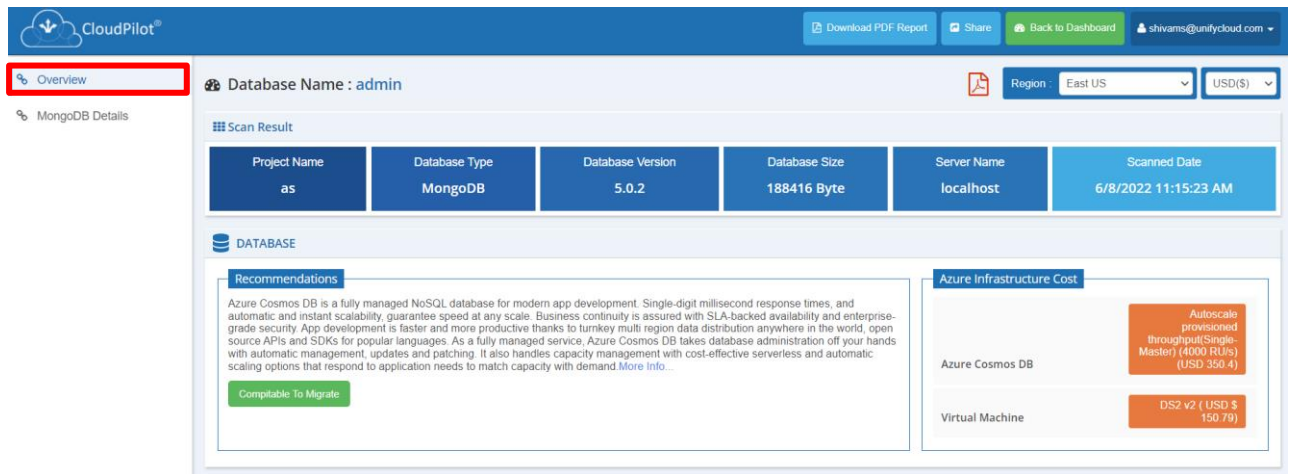 CloudPilot®
Download PDF Report
Share
Back to Dashboard
shivams@unifycloud.com
Overview
MongoDB Details
Database Name : admin
Region :
East US
USD($)
Scan Result
Project Name
as
Database Type
MongoDB
Database Version
5.0.2
Database Size
188416 Byte
Server Name
localhost
Scanned Date
6/8/2022 11:15:23 AM
DATABASE
Recommendations
Azure Cosmos DB is a fully managed NoSQL database for modern app development. Single-digit millisecond response times, and
automatic and instant scalability, guarantee speed at any scale. Business continuity is assured with SLA-backed availability and enterprise-
grade security. App development is faster and more productive thanks to turnkey multi region data distribution anywhere in the world, open
source APIs and SDKs for popular languages. As a fully managed service, Azure Cosmos DB takes database administration off your hands
with automatic management, updates and patching. It also handles capacity management with cost-effective serverless and automatic
scaling options that respond to application needs to match capacity with demand.More Info...
Compitable To Migrate
Azure Infrastructure Cost
Azure Cosmos DB
Autoscale
provisioned
throughput(Single-
Master) (4000 RU/s)
(USD 350.4)
Virtual Machine
DS2 v2 ( USD $
150.79)